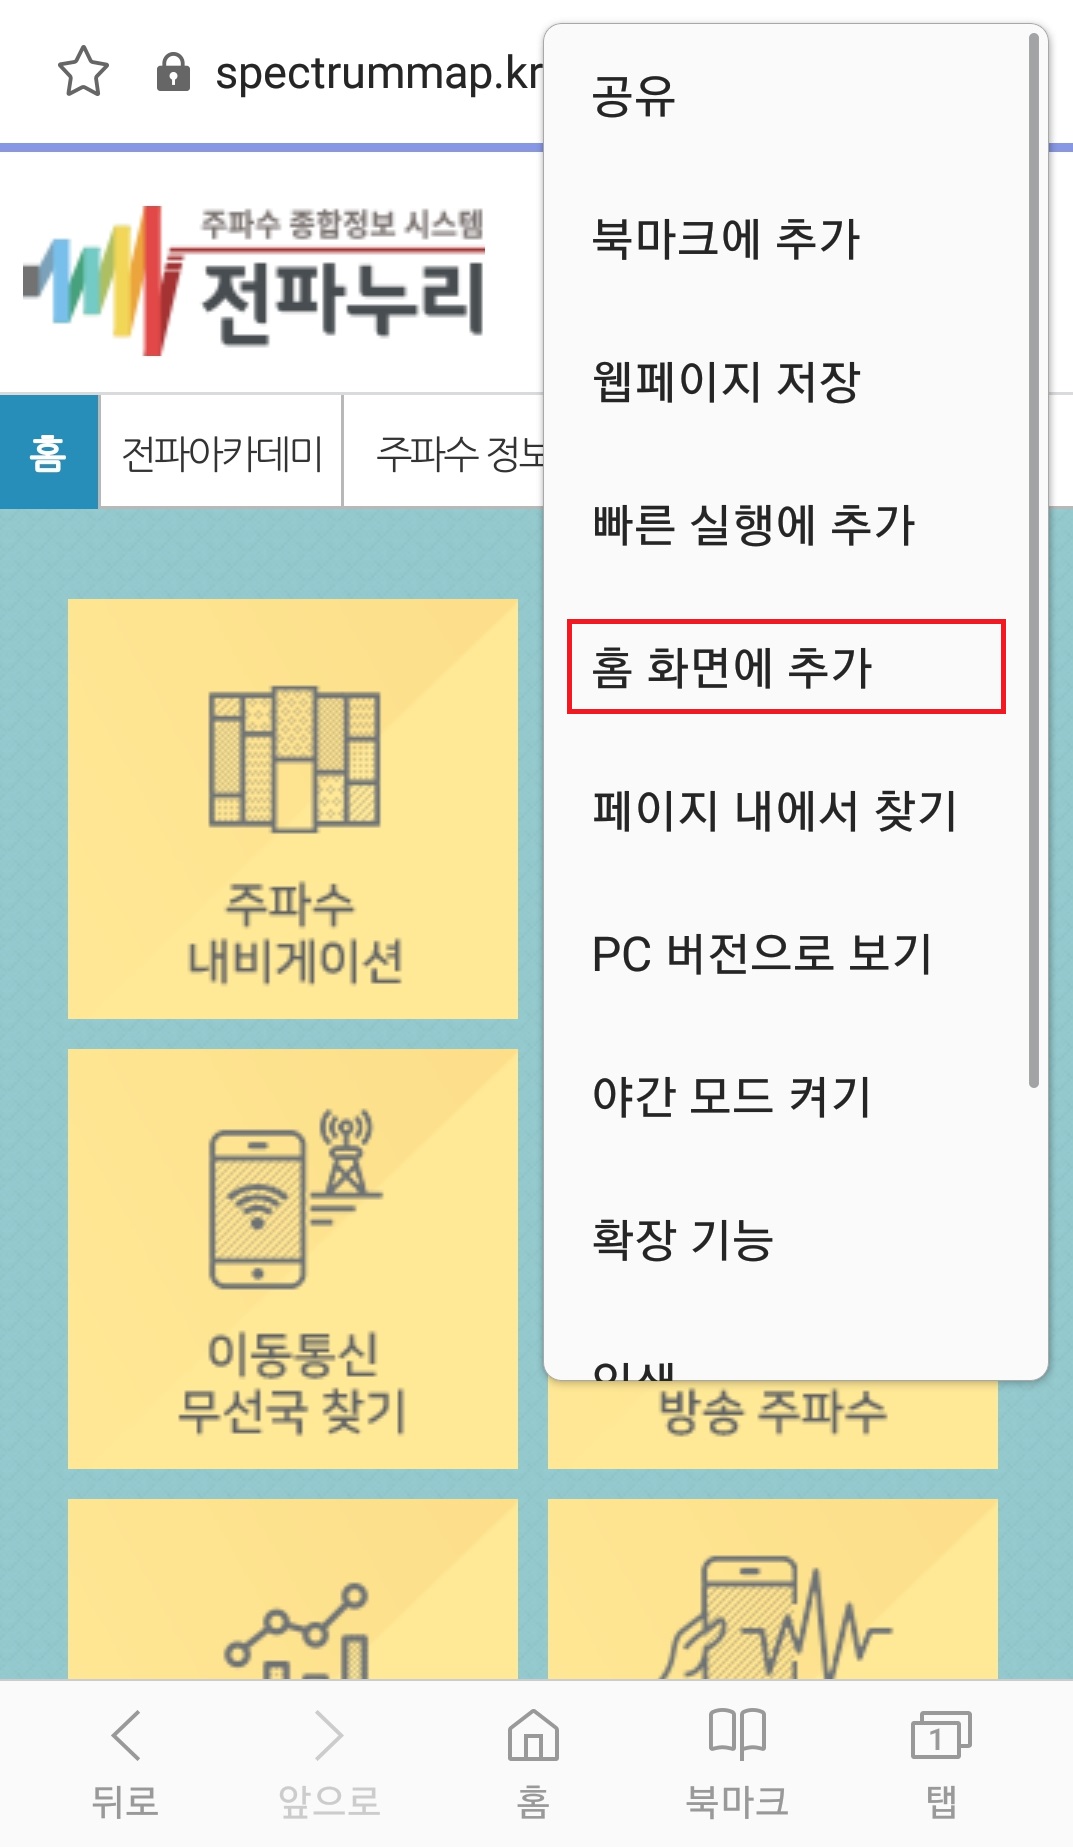 spectrummap.kr
주파수 종합정보 시스템
전파누리
홈
전파아카데미
주파수 정보
공유
북마크에 추가
웹페이지 저장
빠른 실행에 추가
홈 화면에 추가
페이지 내에서 찾기
PC 버전으로 보기
야간 모드 켜기
확장 기능
주파수
내비게이션
이동통신
무선국 찾기
방송 주파수
뒤로
앞으로
홈
북마크
1
탭